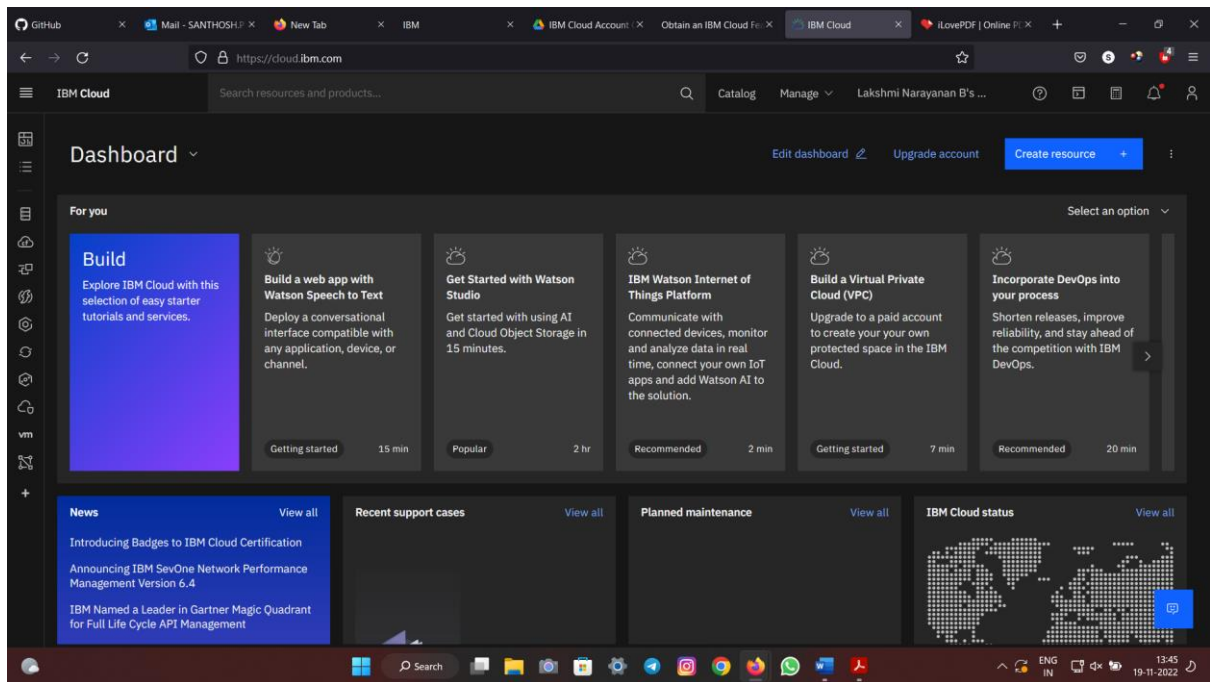 GitHub
Mail - SANTHOSH.P
New Tab
IBM
IBM Cloud Account
Obtain an IBM Cloud Fe
IBM Cloud
iLovePDF | Online P
https://cloud.ibm.com
S
4
IBM Cloud
Search resources and products...
Catalog
Manage
Lakshmi Narayanan B's ...
Dashboard
Edit dashboard
Upgrade account
Create resource +
For you
Select an option
Build
Explore IBM Cloud with this
selection of easy starter
tutorials and services.
Build a web app with
Watson Speech to Text
Deploy a conversational
interface compatible with
any application, device, or
channel.
Getting started 15 min
Get Started with Watson
Studio
Get started with using AI
and Cloud Object Storage in
15 minutes.
Popular 2 hr
IBM Watson Internet of
Things Platform
Communicate with
connected devices, monitor
and analyze data in real
time, connect your own IoT
apps and add Watson AI to
the solution.
Recommended 2 min
Build a Virtual Private
Cloud (VPC)
Upgrade to a paid account
to create your your own
protected space in the IBM
Cloud.
Getting started 7 min
Incorporate DevOps into
your process
Shorten releases, improve
reliability, and stay ahead of
the competition with IBM
DevOps.
Recommended 20 min
vm
News View all
Introducing Badges to IBM Cloud Certification
Announcing IBM SevOne Network Performance
Management Version 6.4
IBM Named a Leader in Gartner Magic Quadrant
for Full Life Cycle API Management
Recent support cases View all
Planned maintenance View all
IBM Cloud status View all
Search
ENG
IN
13:45
19-11-2022